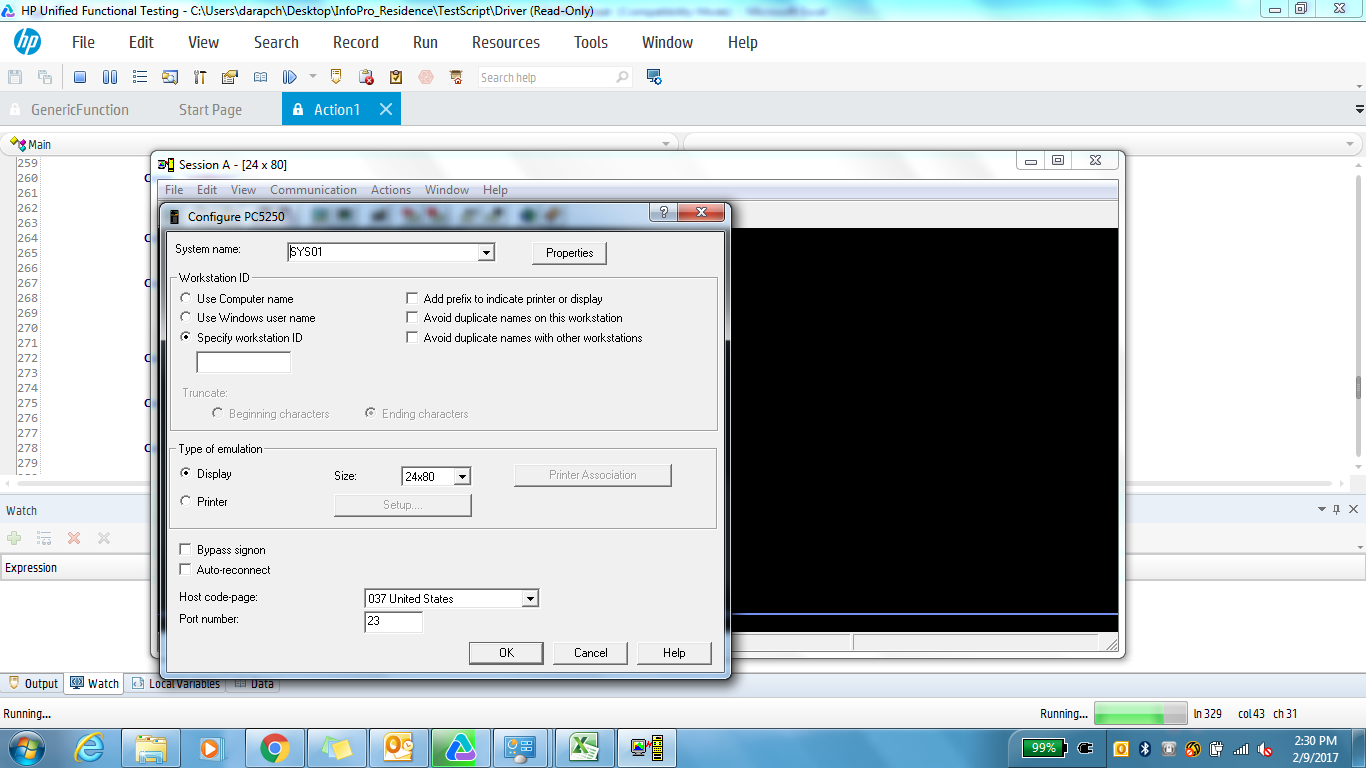 HP Unified Functional Testing - C:\Users\darapch\Desktop\InfoPro_Residence\TestScript\Driver (Read-Only)
hp File Edit View Search Record Run Resources Tools Window Help
Search help
GenericFunction Start Page Action1
Main
259
260
261
262
263
264
265
266
267
268
269
270
271
272
273
274
275
276
277
278
279
Session A - [24 x 80]
File Edit View Communication Actions Window Help
Configure PC5250
System name: SYS01 Properties
Workstation ID
Use Computer name Add prefix to indicate printer or display
Use Windows user name Avoid duplicate names on this workstation
Specify workstation ID Avoid duplicate names with other workstations
Truncate:
Beginning characters Ending characters
Type of emulation
Display Size: 24x80 Printer Association
Printer Setup....
Bypass signon
Auto-reconnect
Host code-page: 037 United States
Port number: 23
OK Cancel Help
Watch
Expression
Output Watch Local Variables Data
Running... Running... ln 329 col 43 ch 31
99% 2:30 PM
2/9/2017